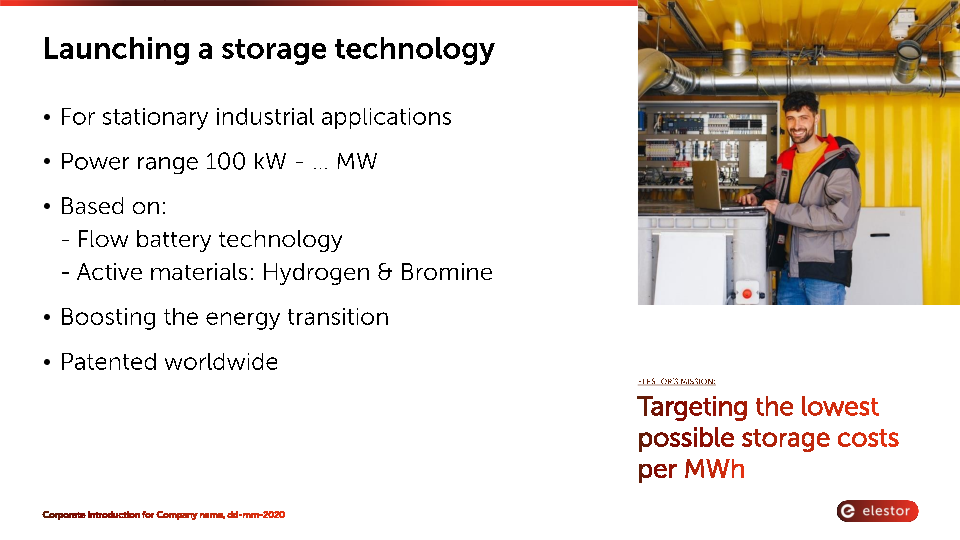 Launching a storage technology
• For stationary industrial applications
• Power range 100 kW - ... MW
• Based on:
- Flow battery technology
- Active materials: Hydrogen & Bromine
• Boosting the energy transition
• Patented worldwide
ELESTOR'S MISSION:
Targeting the lowest
possible storage costs
per MWh
Corporate Introduction for Company name, dd-mm-2020
elestor